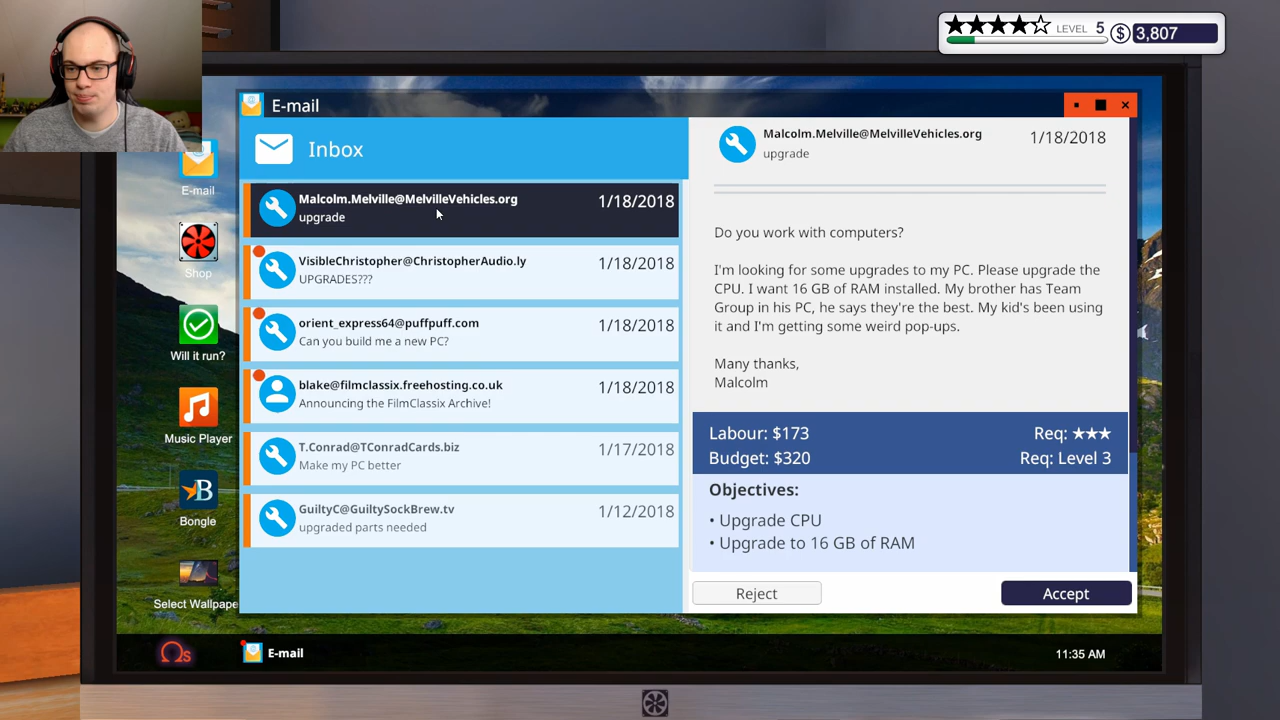 LEVEL 5 $ 3,807
E-mail
Inbox
Malcolm.Melville@MelvilleVehicles.org 1/18/2018
upgrade
VisibleChristopher@ChristopherAudio.ly 1/18/2018
UPGRADES???
orient_express64@puffpuff.com 1/18/2018
Can you build me a new PC?
blake@filmclassix.freehosting.co.uk 1/18/2018
Announcing the FilmClassix Archive!
T.Conrad@TConradCards.biz 1/17/2018
Make my PC better
GuiltyC@GuiltySockBrew.tv 1/12/2018
upgraded parts needed
Malcolm.Melville@MelvilleVehicles.org 1/18/2018
upgrade
Do you work with computers?
I'm looking for some upgrades to my PC. Please upgrade the
CPU. I want 16 GB of RAM installed. My brother has Team
Group in his PC, he says they're the best. My kid's been using
it and I'm getting some weird pop-ups.
Many thanks,
Malcolm
Labour: $173 Req: ★★★
Budget: $320 Req: Level 3
Objectives:
• Upgrade CPU
• Upgrade to 16 GB of RAM
Reject Accept
E-mail
Shop
Will it run?
Music Player
Bongle
Select Wallpape
Ωs E-mail 11:35 AM